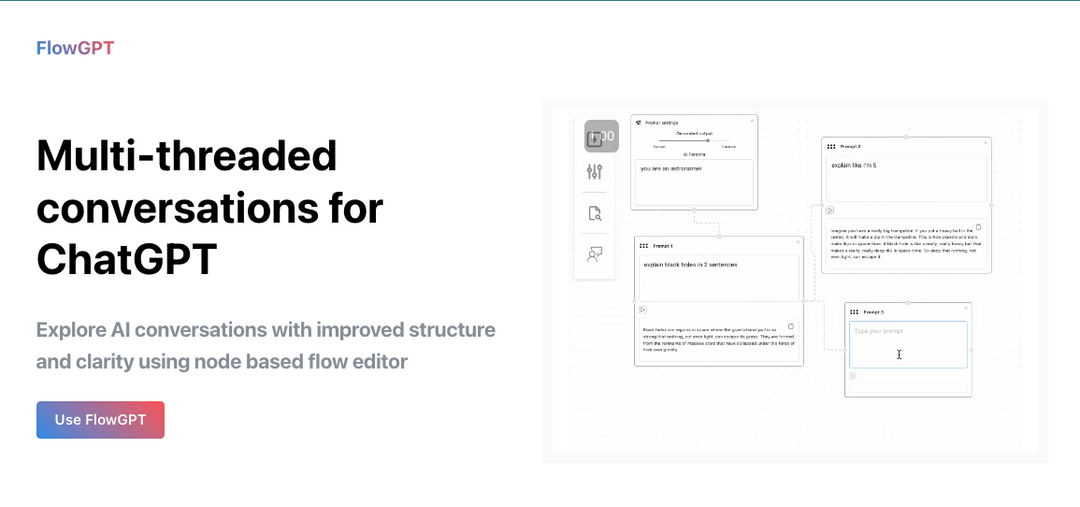 FlowGPT
Multi-threaded
conversations for
ChatGPT
Explore AI conversations with improved structure
and clarity using node based flow editor
Use FlowGPT
Prompt settings
Generated output
AI Persona
you are an astronomer
Prompt 1
explain black holes in 2 sentences
Black holes are regions in space where the gravitational pull is so
strong that nothing, not even light, can escape its grasp. They are formed
from the remnants of massive stars that have collapsed under the force of
their own gravity.
Prompt 2
explain like i'm 5
Imagine you have a really big trampoline. If you put a heavy ball in the
center, it will make a dip in the trampoline. This is how planets and stars
make dips in space-time. A black hole is like a really, really heavy ball that
makes a really, really deep dip in space-time. So deep that nothing, not
even light, can escape it.
Prompt 3
Type your prompt